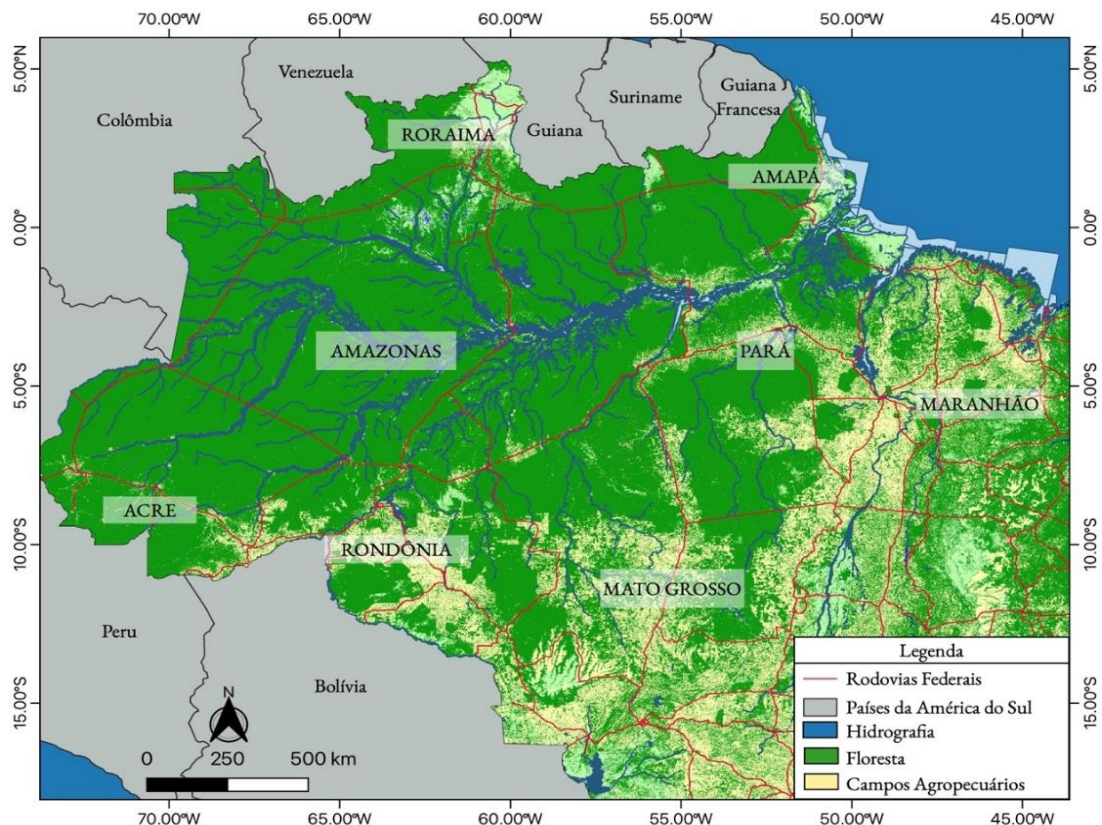 70.00°W 65.00°W 60.00°W 55.00°W 50.00°W 45.00°W
5.00°N
5.00°N
Venezuela
Colômbia
Suriname
Guiana
Francesa
Guiana
RORAIMA
AMAPÁ
0.00°
0.00°
AMAZONAS
PARÁ
MARANHÃO
5.00°S
5.00°S
ACRE
RONDÔNIA
MATO GROSSO
10.00°S
10.00°S
Peru
Bolívia
15.00°S
15.00°S
N
0 250 500 km
Legenda
Rodovias Federais
Países da América do Sul
Hidrografia
Floresta
Campos Agropecuários
70.00°W 65.00°W 60.00°W 55.00°W 50.00°W 45.00°W